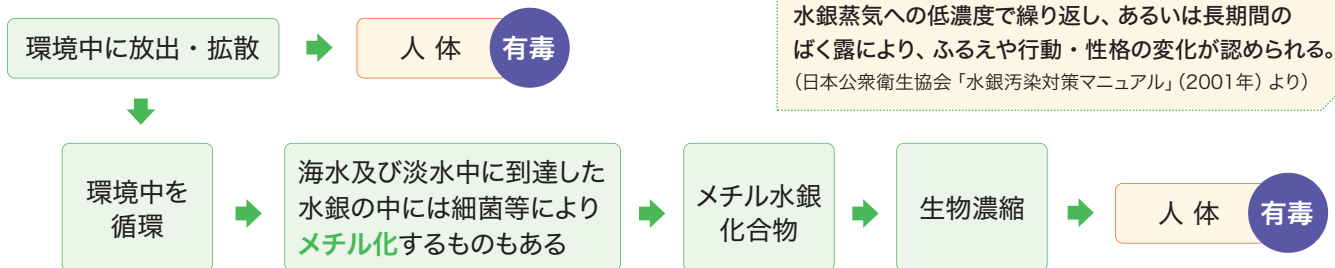 水銀蒸気への低濃度で繰り返し、あるいは長期間の
ばく露により、ふるえや行動・性格の変化が認められる。
（日本公衆衛生協会「水銀汚染対策マニュアル」（2001年）より）
環境中に放出・拡散
人 体
有毒
環境中を
循環
海水及び淡水中に到達した
水銀の中には細菌等により
メチル化するものもある
メチル水銀
化合物
生物濃縮
人 体
有毒